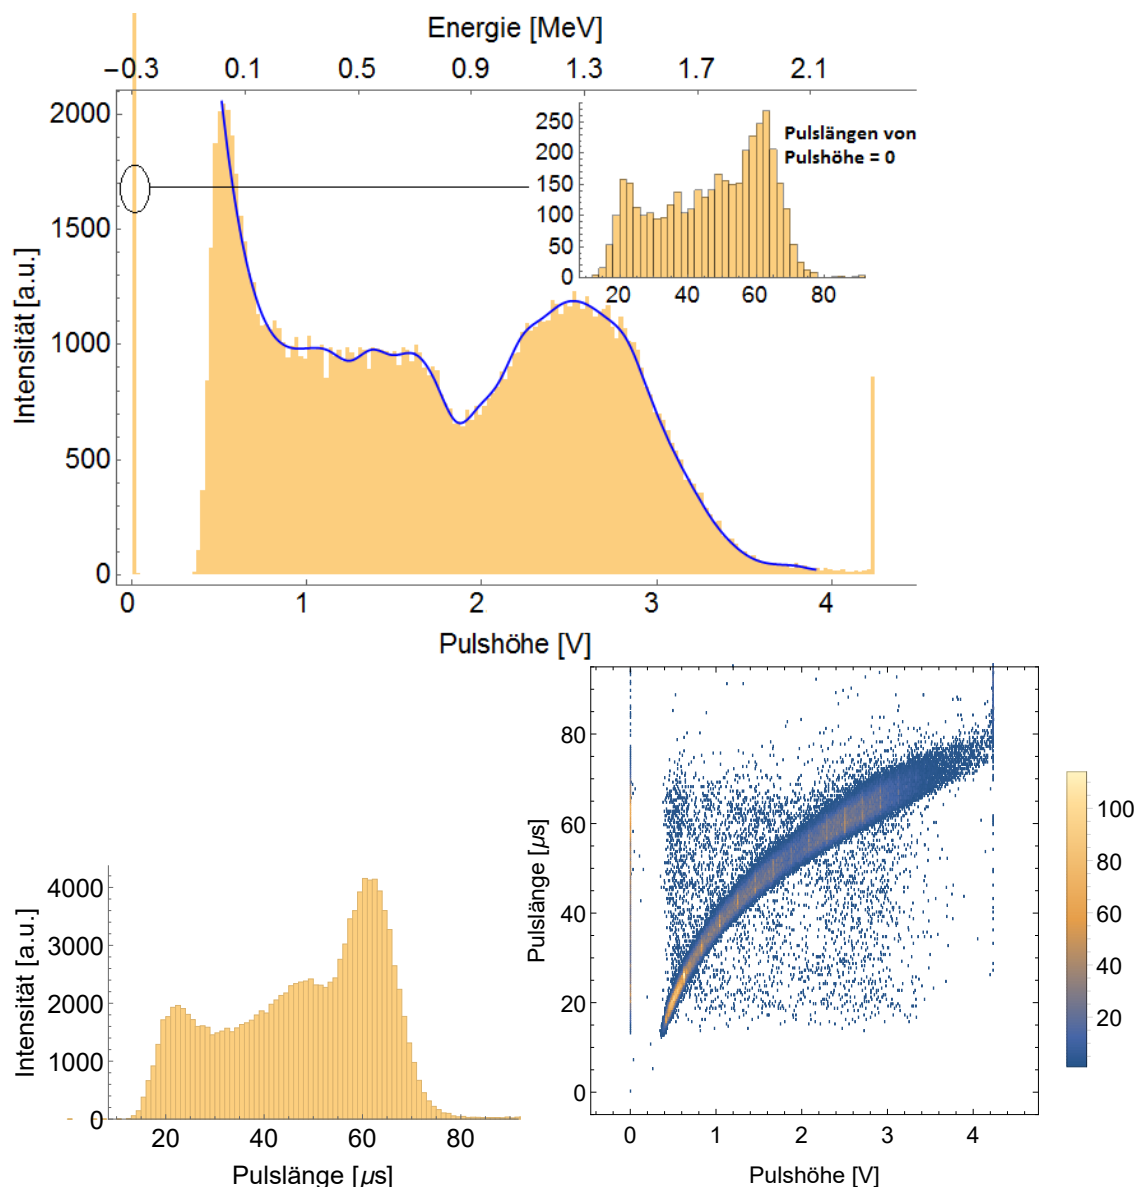 Energie [MeV]
−0.3 0.1 0.5 0.9 1.3 1.7 2.1
2000
1500
1000
500
0
Intensität [a.u.]
0 1 2 3 4
Pulshöhe [V]
250
200
150
100
50
0
20 40 60 80
Pulslängen von
Pulshöhe = 0
4000
3000
2000
1000
0
Intensität [a.u.]
20 40 60 80
Pulslänge [μs]
80
60
40
20
0
Pulslänge [μs]
0 1 2 3 4
Pulshöhe [V]
100
80
60
40
20